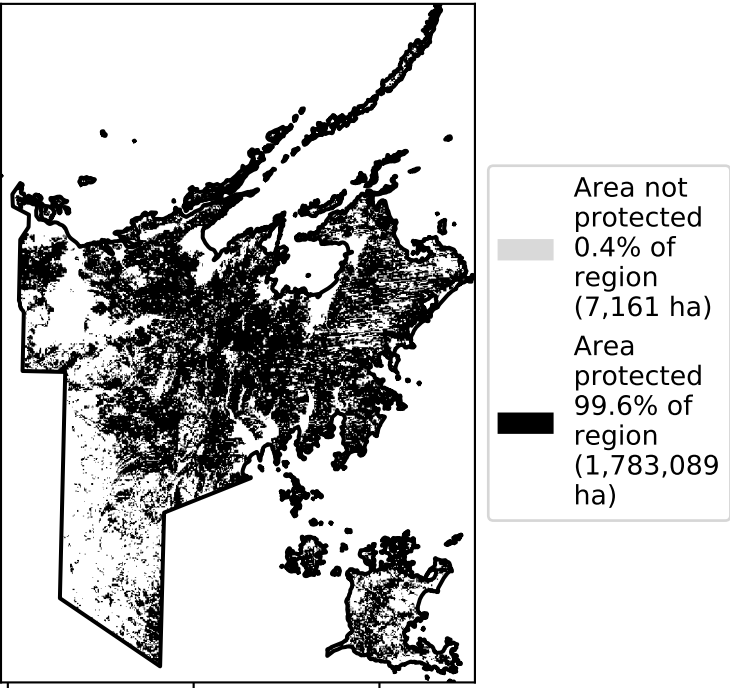 Area not
protected
0.4% of
region
(7,161 ha)
Area
protected
99.6% of
region
(1,783,089
ha)